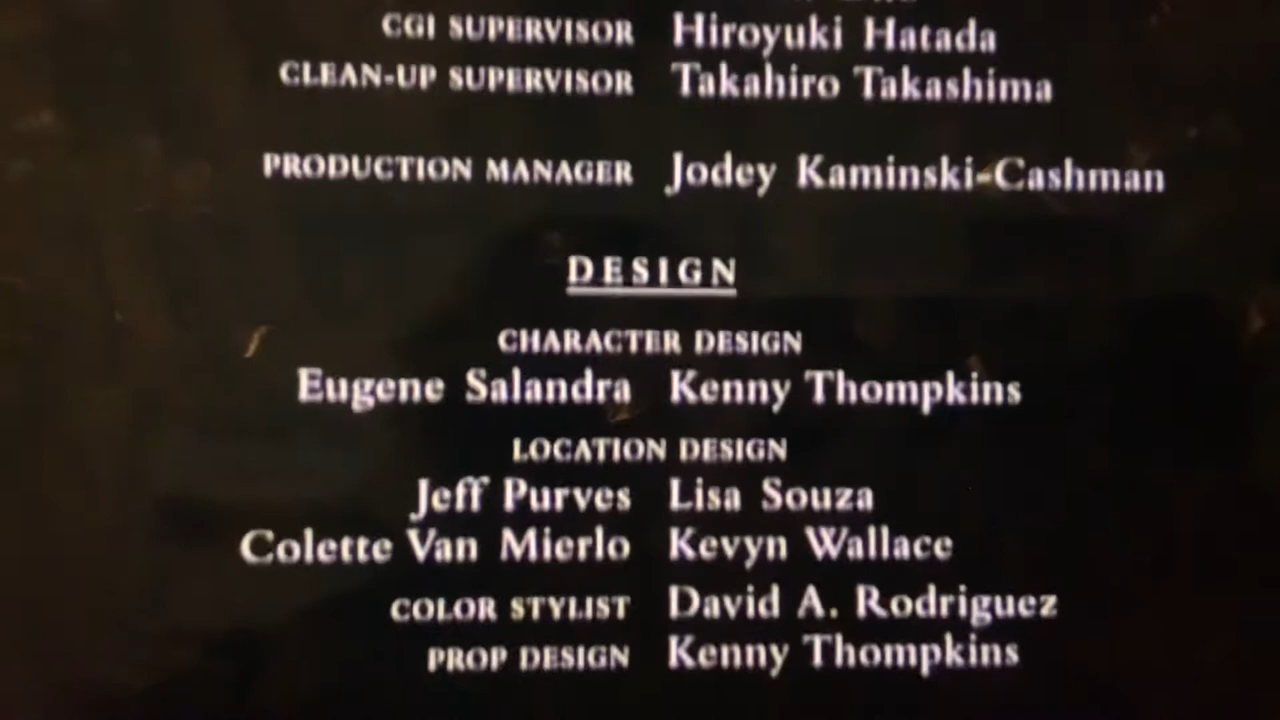 CGI SUPERVISOR Hiroyuki Hatada
CLEAN-UP SUPERVISOR Takahiro Takashima
PRODUCTION MANAGER Jodey Kaminski-Cashman
DESIGN
CHARACTER DESIGN
Eugene Salandra Kenny Thompkins
LOCATION DESIGN
Jeff Purves Lisa Souza
Colette Van Mierlo Kevyn Wallace
COLOR STYLIST David A. Rodriguez
PROP DESIGN Kenny Thompkins